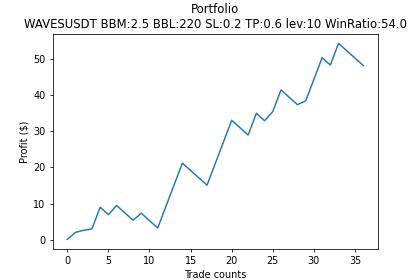 Portfolio
WAVESUSDT BBM:2.5 BBL:220 SL:0.2 TP:0.6 lev:10 WinRatio:54.0
50
40
30
20
10
0
Profit ($)
0 5 10 15 20 25 30 35
Trade counts